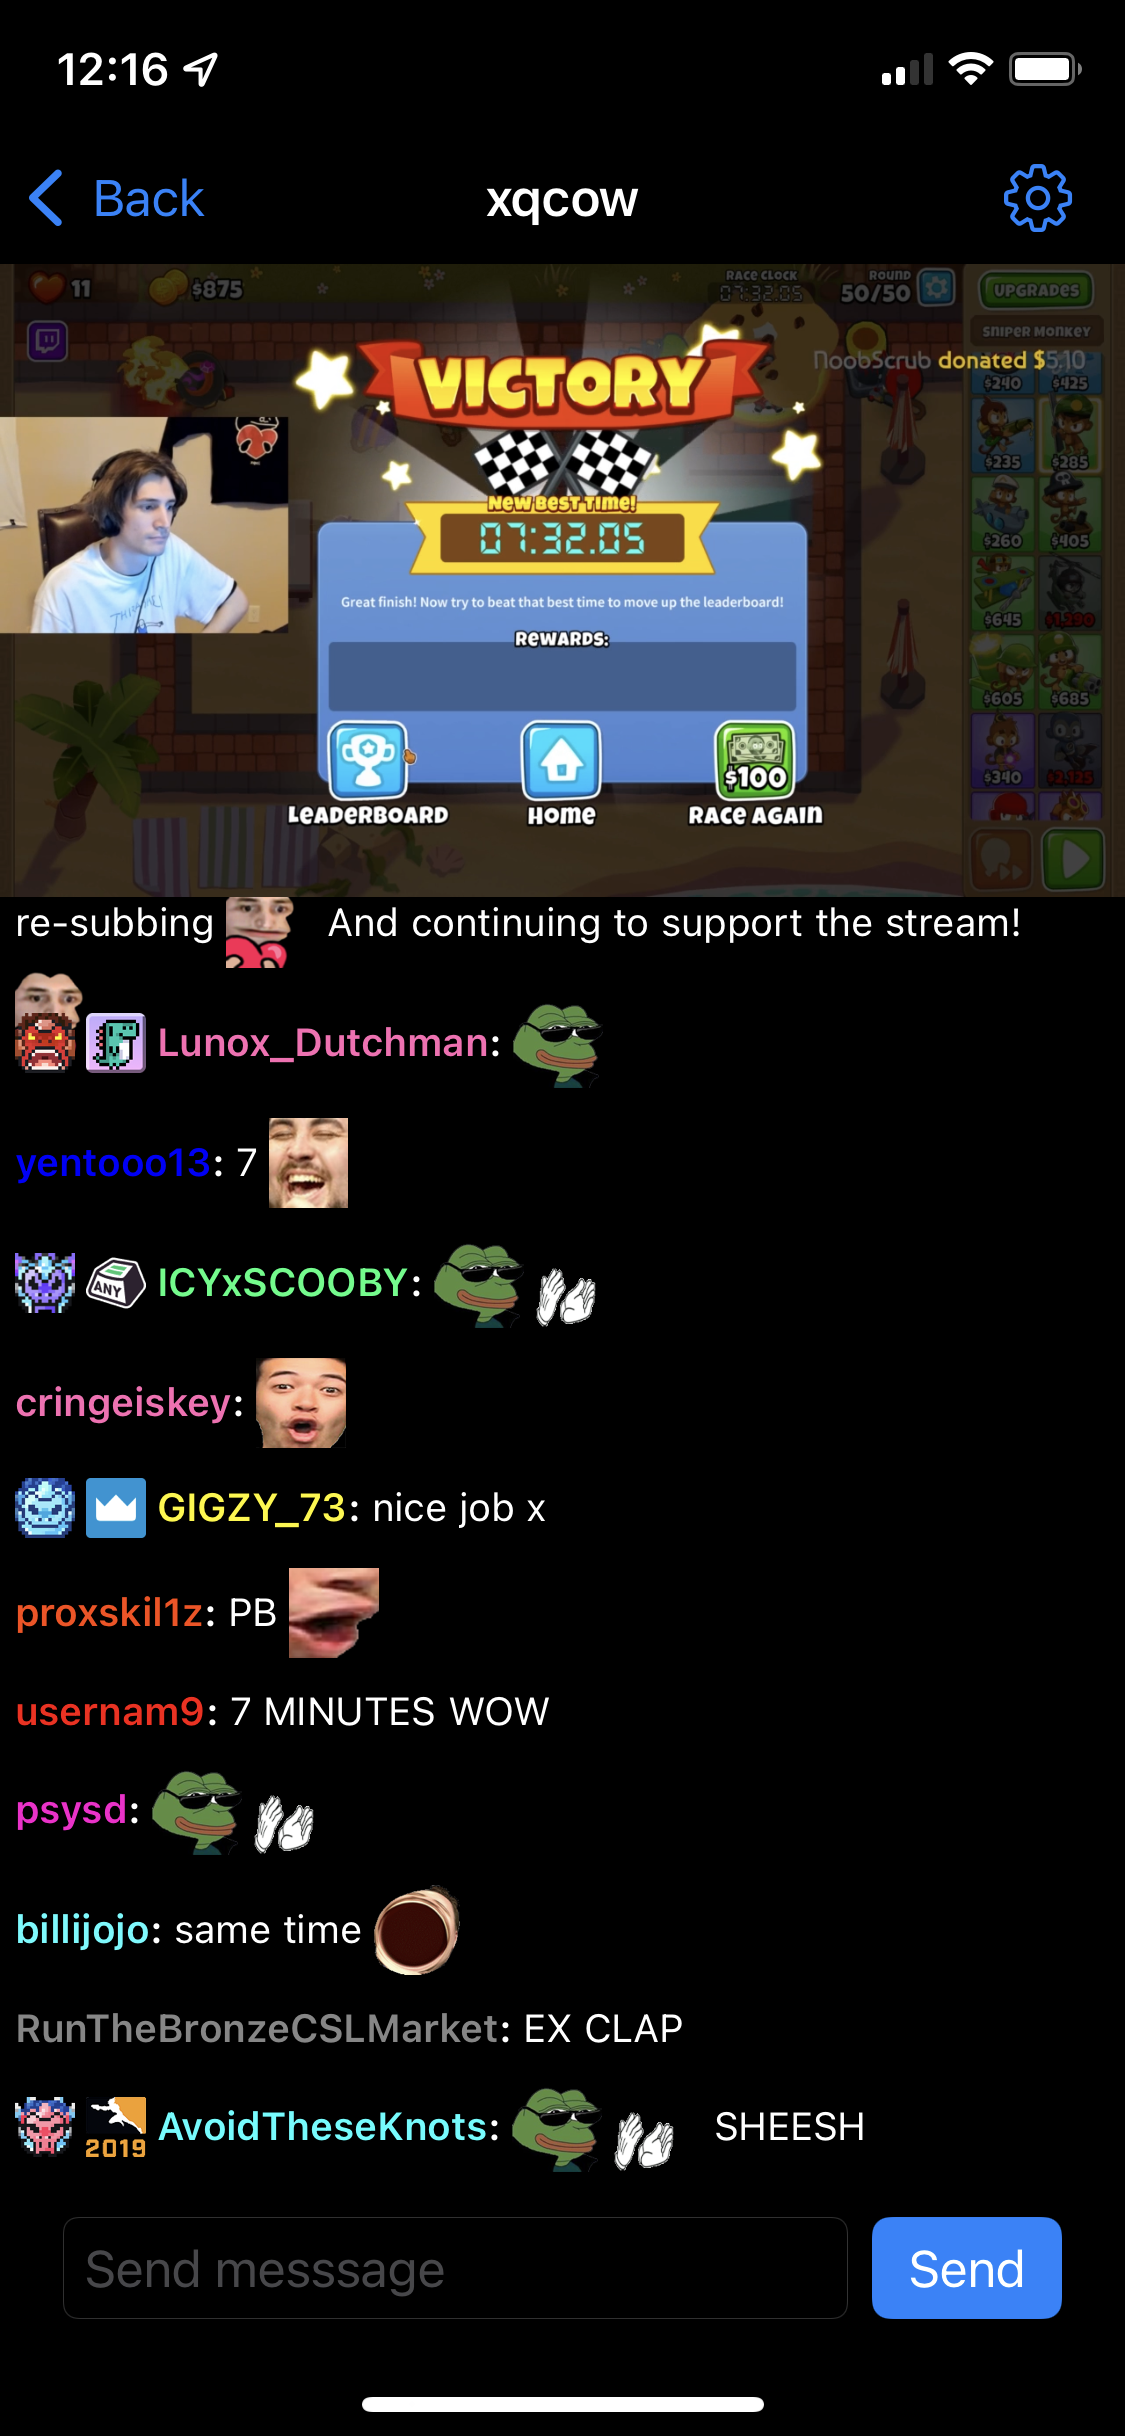 12:16
Back
xqcow
11
$875
RACE CLOCK
07:32.05
ROUND
50/50
UPGRADES
SNIPER MONKEY
NoobScrub donated $5.10
$240 $425
VICTORY
$235 $285
New Best Time!
07:32.05
$260 $405
Great finish! Now try to beat that best time to move up the leaderboard!
$645 $1,290
REWARDS:
$605 $685
$340 $2,125
$100
LEADERBOARD
HOME
RACE AGAIN
re-subbing And continuing to support the stream!
Lunox_Dutchman:
yentooo13: 7
ANY ICYxSCOOBY:
cringeiskey:
GIGZY_73: nice job x
proxskil1z: PB
usernam9: 7 MINUTES WOW
psysd:
billijojo: same time
RunTheBronzeCSLMarket: EX CLAP
2019 AvoidTheseKnots: SHEESH
Send messsage
Send